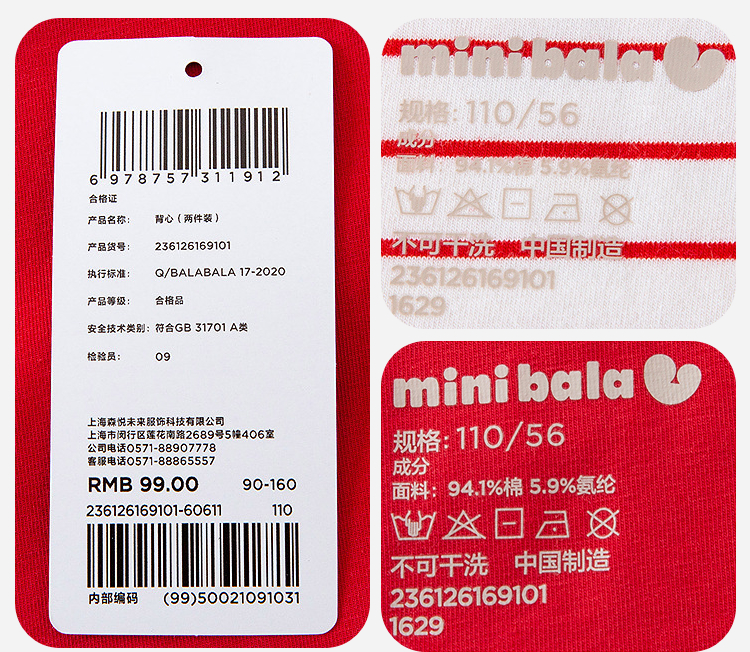 6 978757 311912
合格证
产品名称： 背心（两件装）
产品货号： 236126169101
执行标准： Q/BALABALA 17-2020
产品等级： 合格品
安全技术类别：符合GB 31701 A类
检验员： 09
上海森悦未来服饰科技有限公司
上海市闵行区莲花南路2689号5幢406室
公司电话0571-88907778
客服电话0571-88865557
RMB 99.00 90-160
236126169101-60611 110
内部编码 (99)50021091031
minibala
规格：110/56
成分
面料：94.1%棉 5.9%氨纶
不可干洗 中国制造
236126169101
1629
minibala
规格：110/56
成分
面料：94.1%棉 5.9%氨纶
不可干洗 中国制造
236126169101
1629